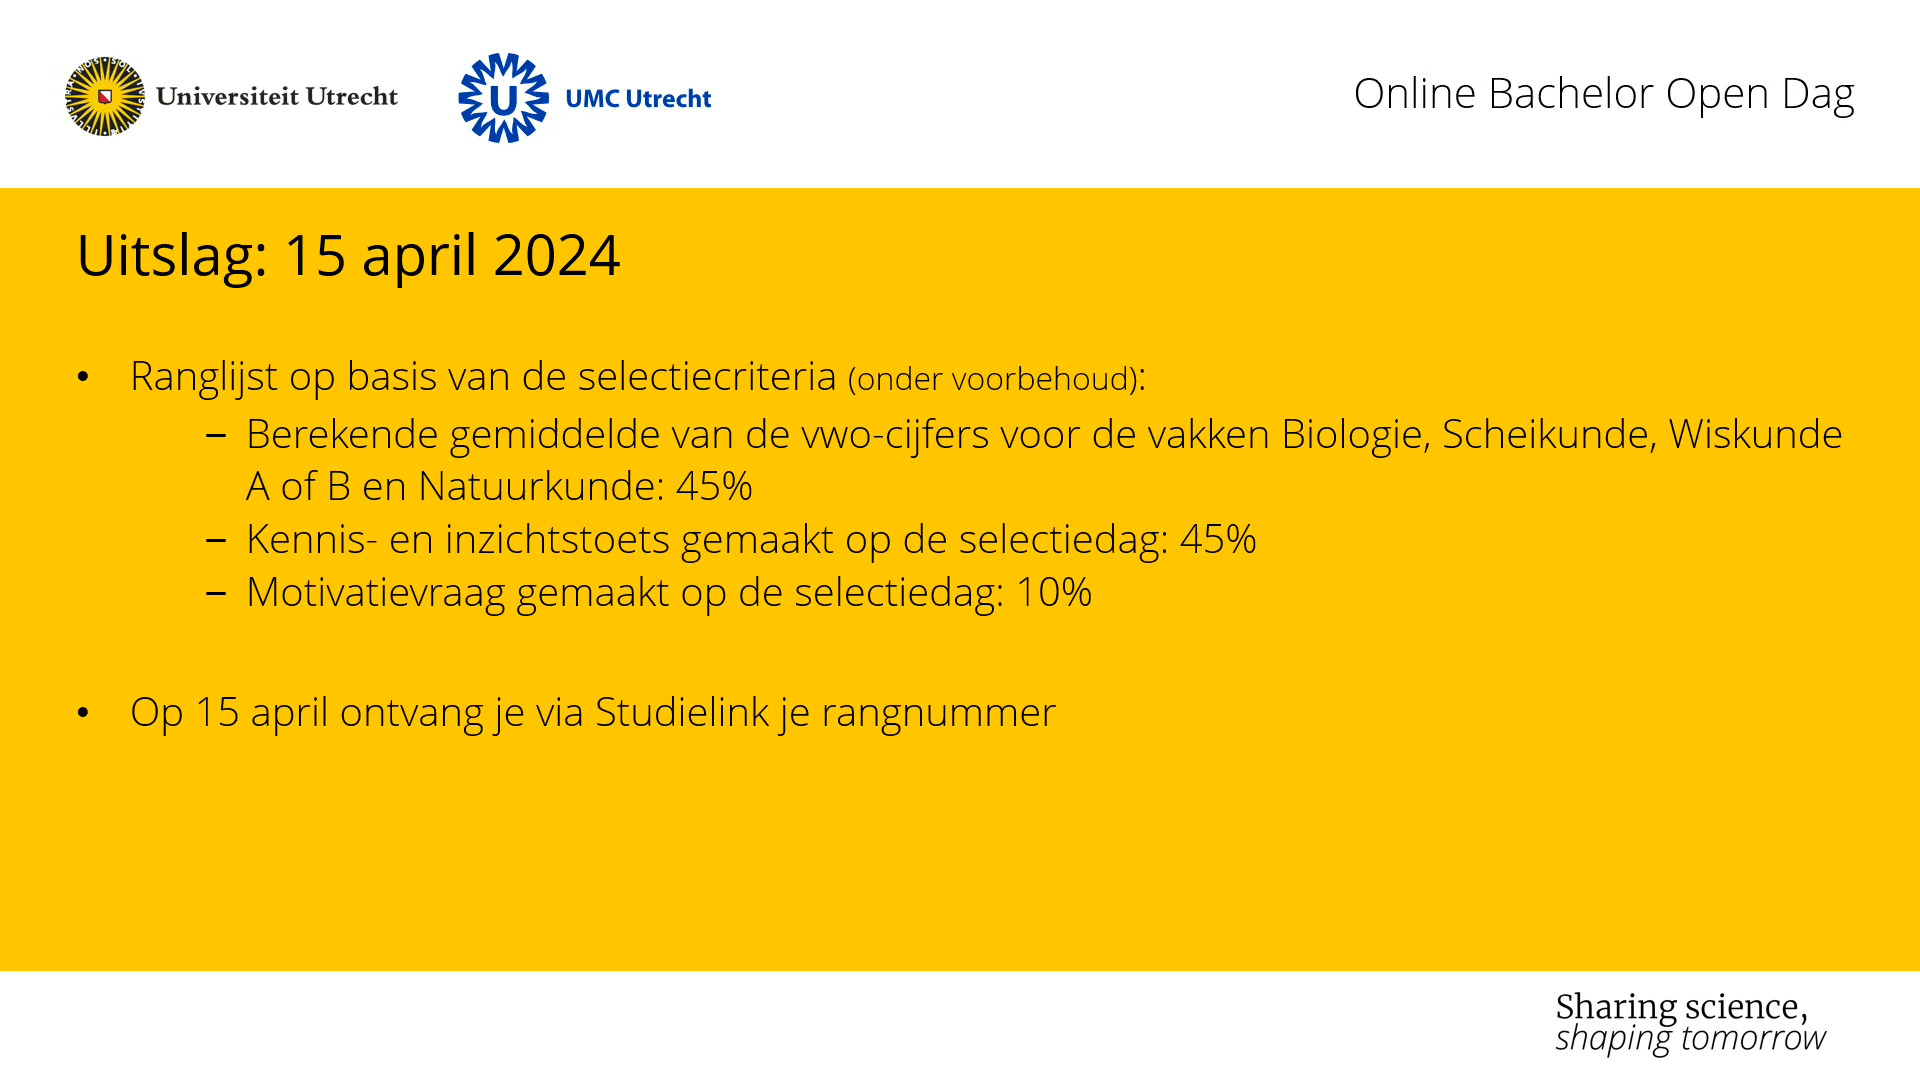 Universiteit Utrecht
UMC Utrecht
Online Bachelor Open Dag
Uitslag: 15 april 2024
• Ranglijst op basis van de selectiecriteria (onder voorbehoud):
– Berekende gemiddelde van de vwo-cijfers voor de vakken Biologie, Scheikunde, Wiskunde
A of B en Natuurkunde: 45%
– Kennis- en inzichtstoets gemaakt op de selectiedag: 45%
– Motivatievraag gemaakt op de selectiedag: 10%
• Op 15 april ontvang je via Studielink je rangnummer
Sharing science,
shaping tomorrow